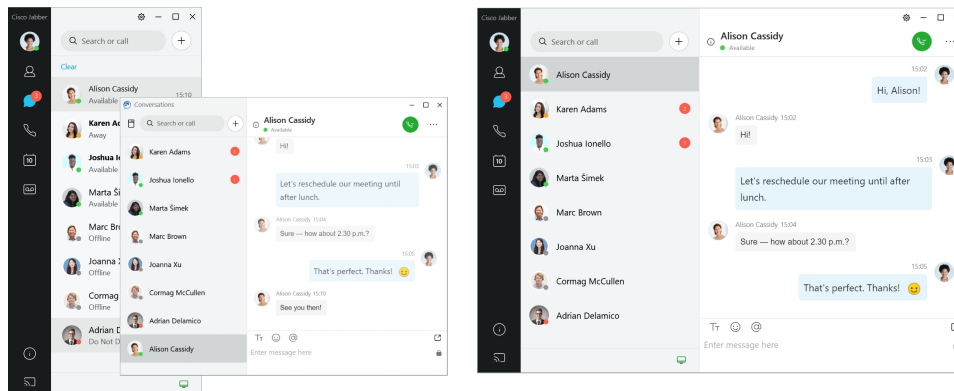 Cisco Jabber
Search or call
Clear
Alison Cassidy
Available
15:10
Karen Ad
Away
Joshua I
Available
Marta Ši
Available
Marc Bro
Offline
Joanna
Offline
Cormag
Offline
Adrian D
Do Not D
3
10
Conversations
Search or call
Karen Adams
Joshua Ionello
Marta Šimek
Marc Brown
Joanna Xu
Cormag McCullen
Adrian Delamico
Alison Cassidy
Alison Cassidy
Available
Hi!
15:03
Let's reschedule our meeting until
after lunch.
Alison Cassidy 15:04
Sure — how about 2.30 p.m.?
15:05
That's perfect. Thanks!
Alison Cassidy 15:10
See you then!
Enter message here
Cisco Jabber
Search or call
10
Alison Cassidy
Karen Adams
Joshua Ionello
Marta Šimek
Marc Brown
Joanna Xu
Cormag McCullen
Adrian Delamico
Alison Cassidy
Available
15:02
Hi, Alison!
Alison Cassidy 15:02
Hi!
15:03
Let's reschedule our meeting until after
lunch.
Alison Cassidy 15:04
Sure — how about 2.30 p.m.?
15:05
That's perfect. Thanks!
Enter message here